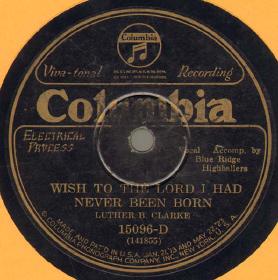 Columbia
Viva-tonal Recording
Columbia
ELECTRICAL
PROCESS
Vocal Accomp. by
Blue Ridge
Highballers
WISH TO THE LORD I HAD
NEVER BEEN BORN
LUTHER B. CLARKE
15096-D
(141855)
MADE AND PAT'D IN U.S.A. JAN. 21,'13 AND MAY 22,'23
COLUMBIA PHONOGRAPH COMPANY, INC., NEW YORK, U.S.A.